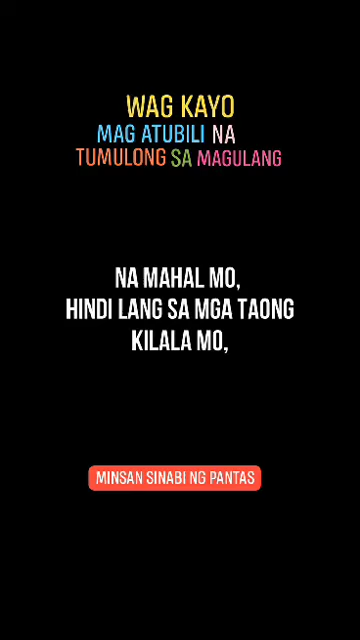 WAG KAYO
MAG ATUBILI NA
TUMULONG SA MAGULANG
NA MAHAL MO,
HINDI LANG SA MGA TAONG
KILALA MO,
MINSAN SINABI NG PANTAS